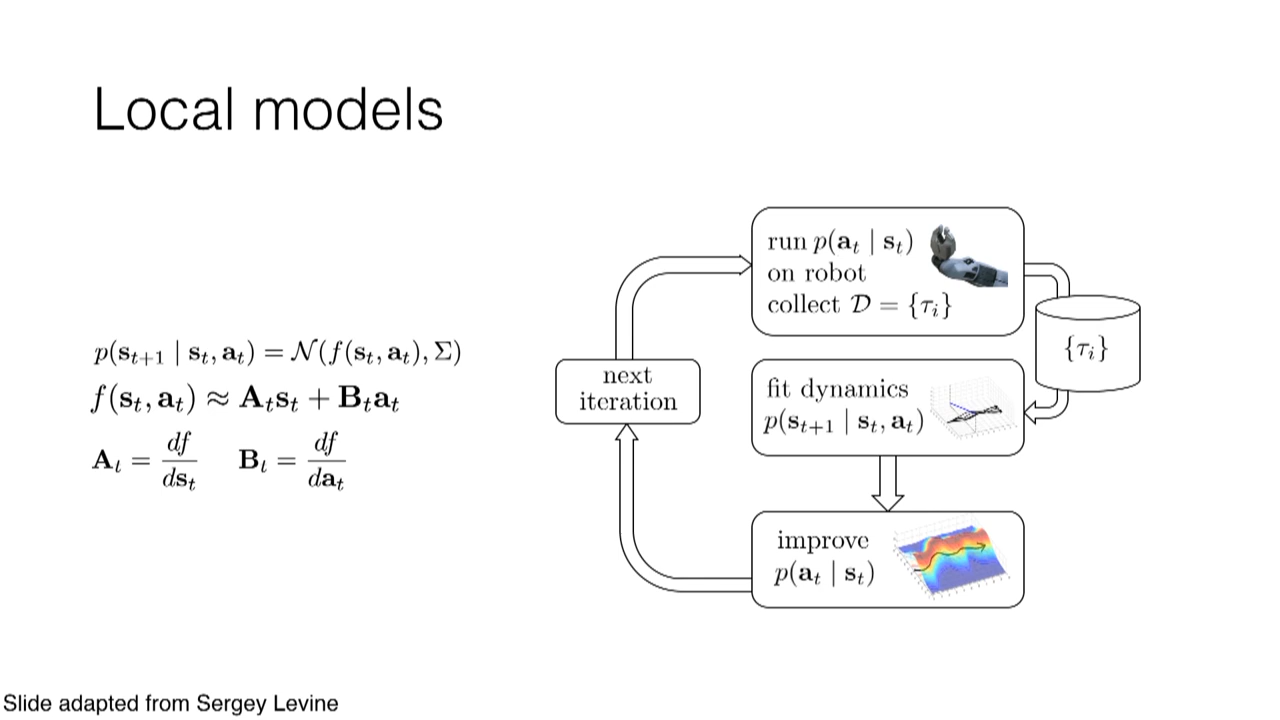 Local models
p(s_{t+1} | s_t, a_t) = 𝒩(f(s_t, a_t), Σ)
f(s_t, a_t) ≈ A_t s_t + B_t a_t
A_t = df/ds_t   B_t = df/da_t
run p(a_t | s_t)
on robot
collect 𝒟 = {τ_i}
{τ_i}
fit dynamics
p(s_{t+1} | s_t, a_t)
improve
p(a_t | s_t)
next
iteration
Slide adapted from Sergey Levine